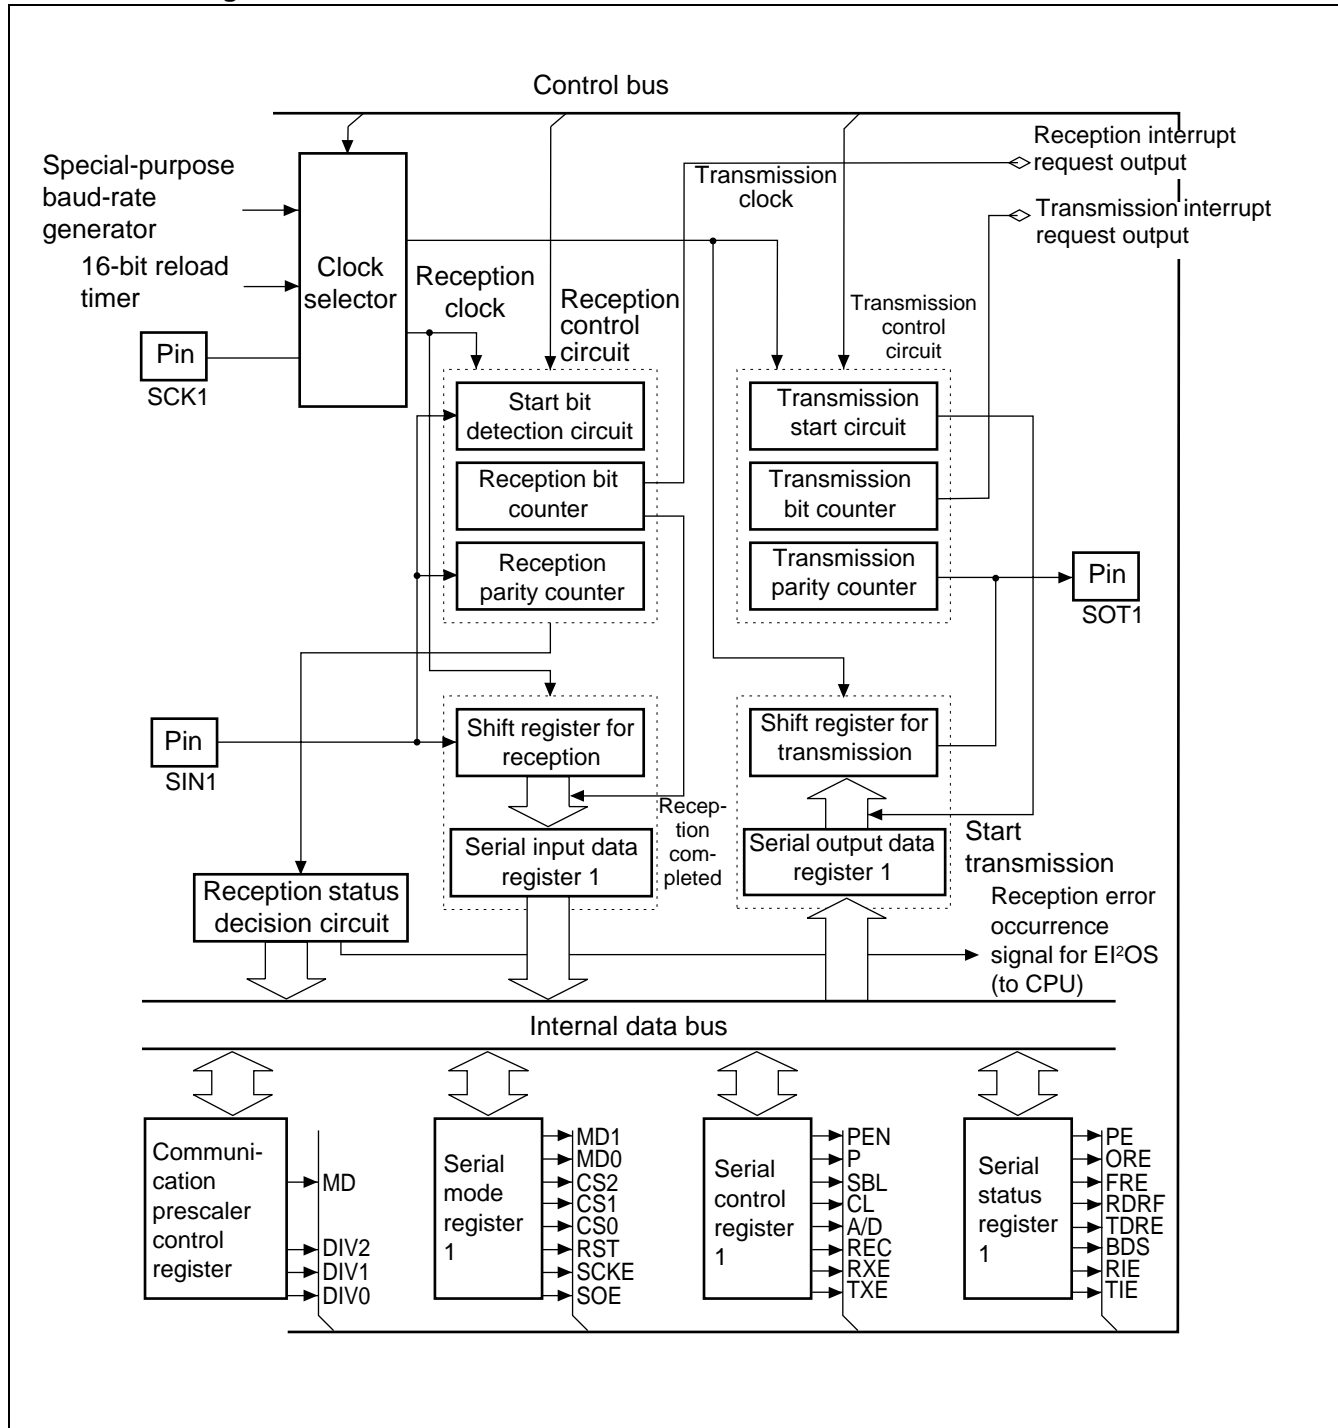 Control bus
Reception interrupt
request output
Special-purpose
baud-rate
generator
Transmission
clock
Transmission interrupt
request output
16-bit reload
timer
Clock
selector
Reception
clock
Reception
control
circuit
Transmission
control
circuit
Pin
SCK1
Start bit
detection circuit
Transmission
start circuit
Reception bit
counter
Transmission
bit counter
Reception
parity counter
Transmission
parity counter
Pin
SOT1
Pin
SIN1
Shift register for
reception
Shift register for
transmission
Recep-
tion
com-
pleted
Serial input data
register 1
Serial output data
register 1
Start
transmission
Reception status
decision circuit
Reception error
occurrence
signal for EI²OS
(to CPU)
Internal data bus
Communi-
cation
prescaler
control
register
MD
DIV2
DIV1
DIV0
Serial
mode
register
1
MD1
MD0
CS2
CS1
CS0
RST
SCKE
SOE
Serial
control
register
1
PEN
P
SBL
CL
A/D
REC
RXE
TXE
Serial
status
register
1
PE
ORE
FRE
RDRF
TDRE
BDS
RIE
TIE